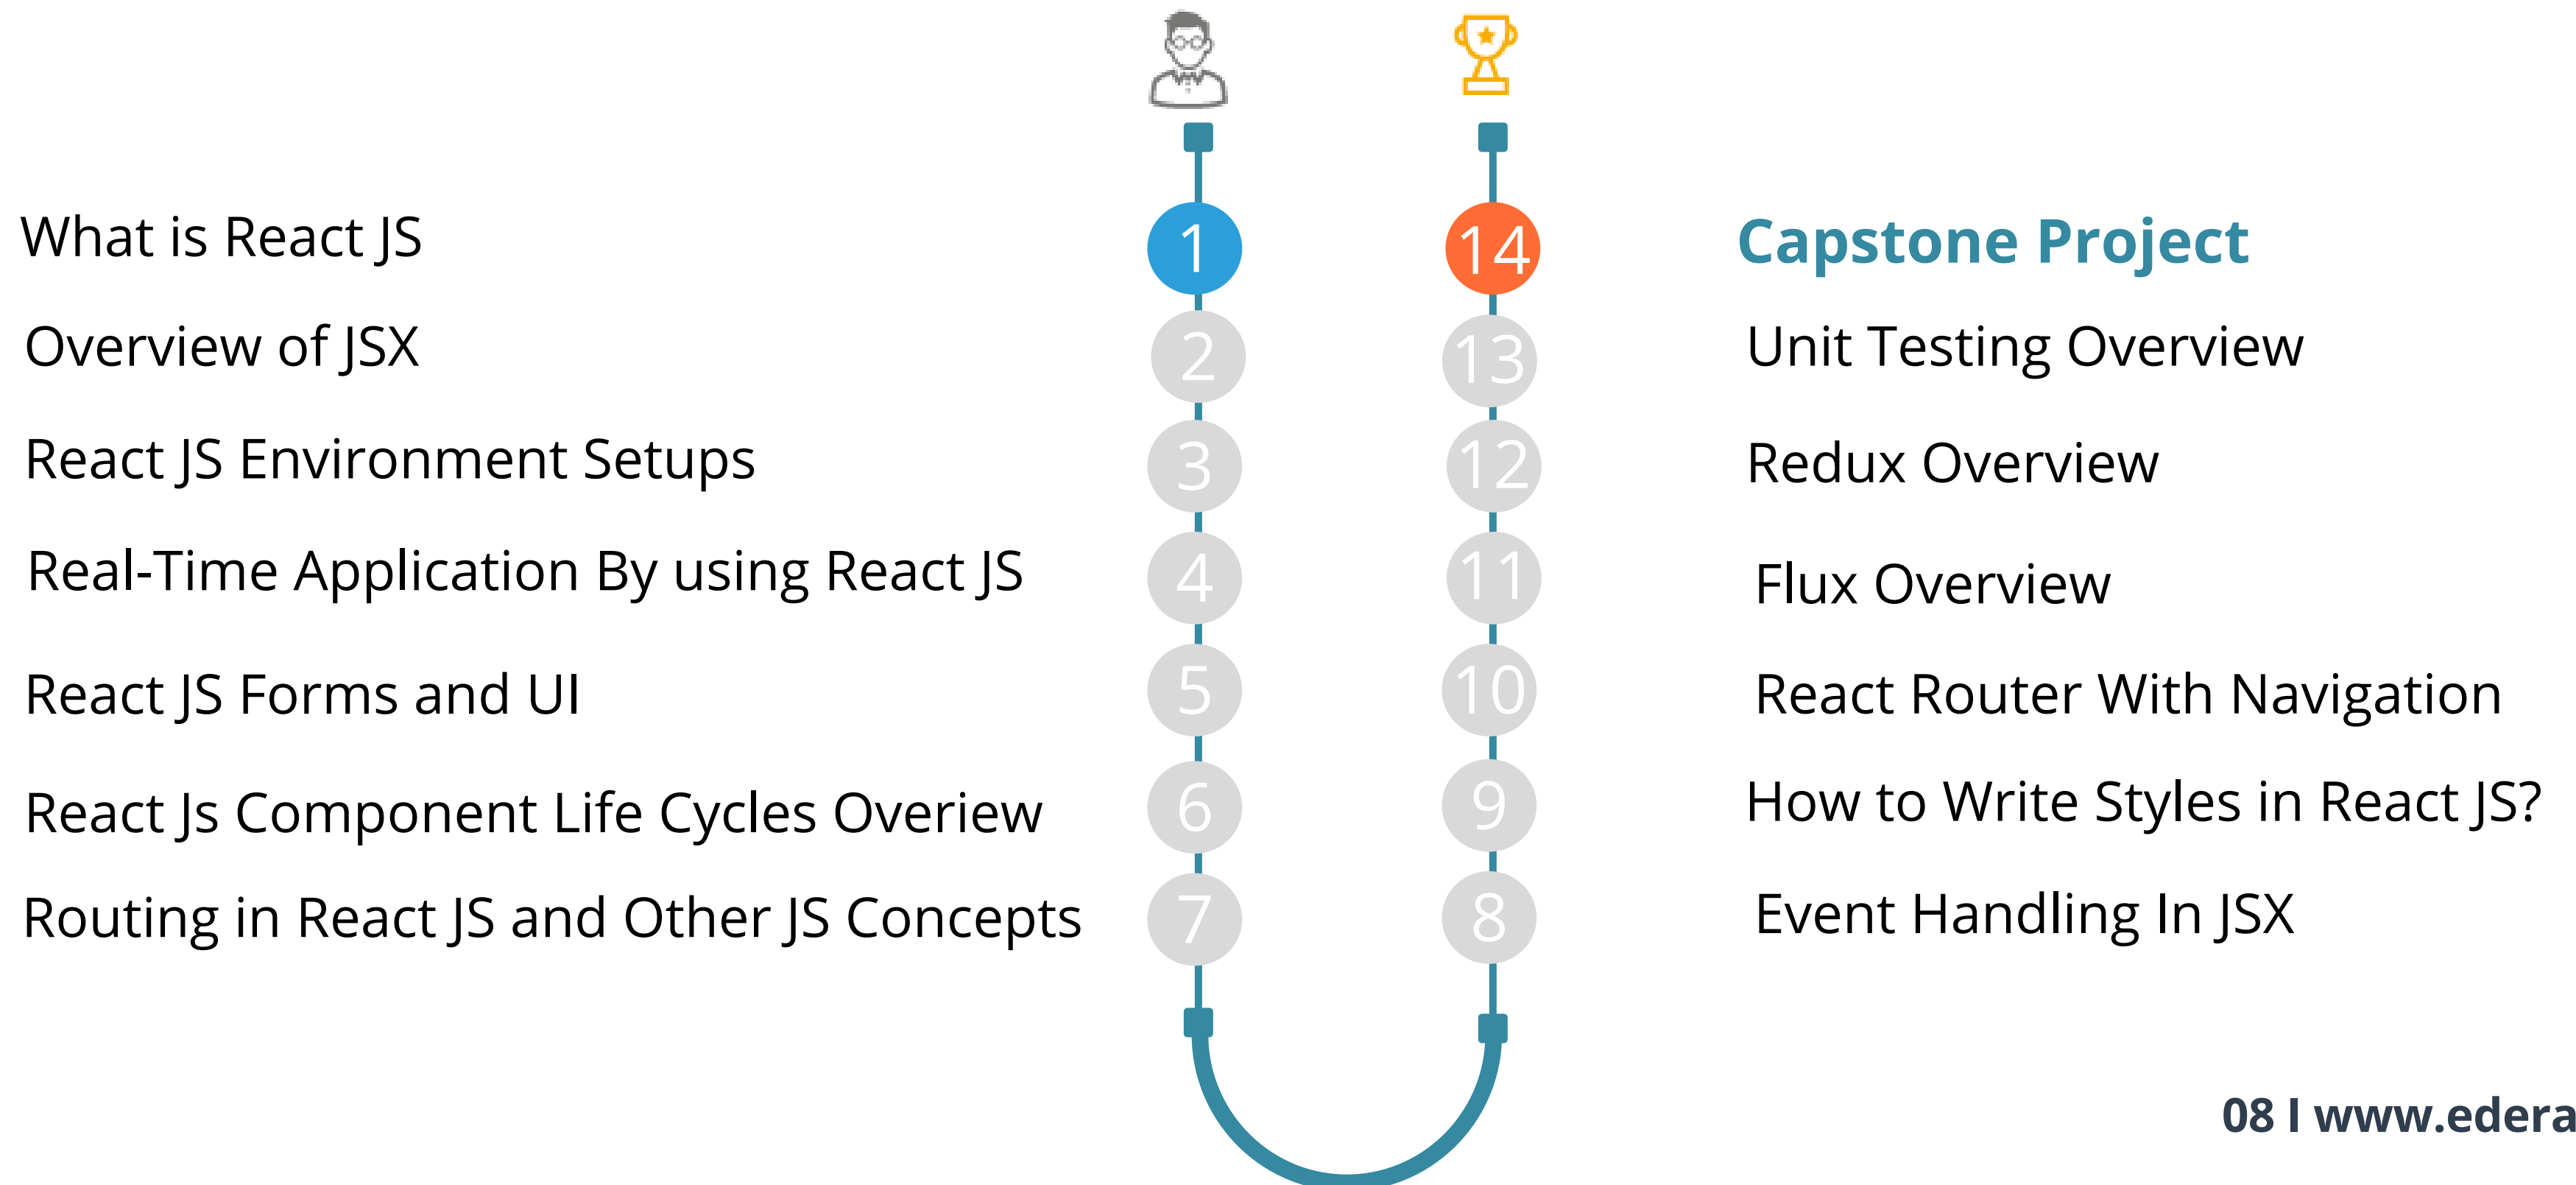 What is React JS
1
14
Capstone Project
Overview of JSX
2
13
Unit Testing Overview
React JS Environment Setups
3
12
Redux Overview
Real-Time Application By using React JS
4
11
Flux Overview
React JS Forms and UI
5
10
React Router With Navigation
React Js Component Life Cycles Overiew
6
9
How to Write Styles in React JS?
Routing in React JS and Other JS Concepts
7
8
Event Handling In JSX
08 I www.edera